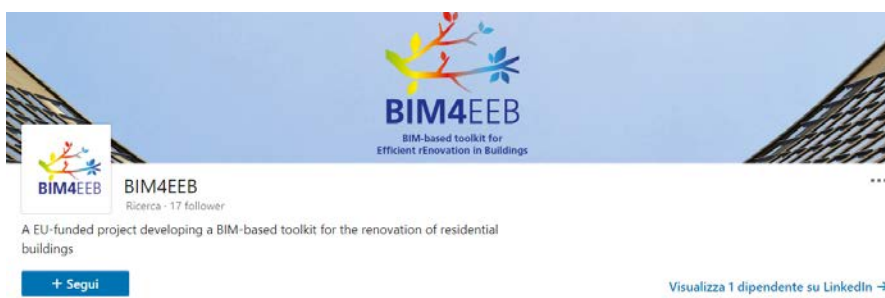 BIM4EEB
BIM-based toolkit for
Efficient rEnovation in Buildings
BIM4EEB
BIM4EEB
Ricerca · 17 follower
A EU-funded project developing a BIM-based toolkit for the renovation of residential
buildings
+ Segui
Visualizza 1 dipendente su LinkedIn →